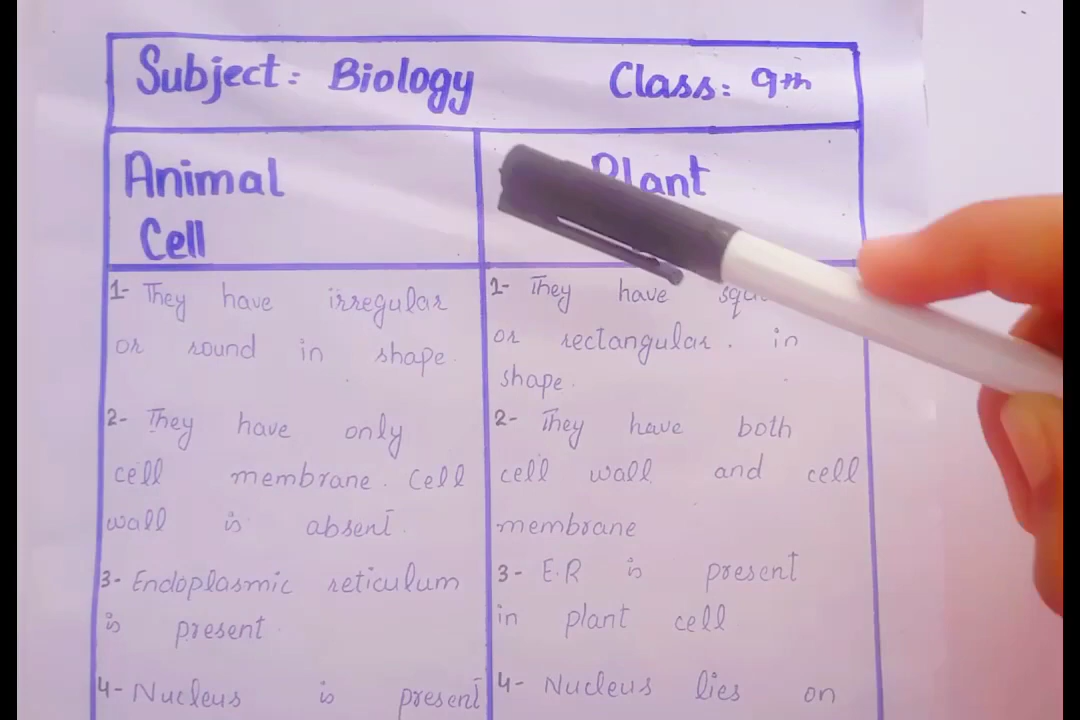 Subject: Biology Class: 9th
Animal
Cell
Plant
1- They have irregular
or round in shape.
2- They have only
cell membrane. Cell
wall is absent.
3- Endoplasmic reticulum
is present.
4- Nucleus is present
1- They have
or rectangular. in
shape.
2- They have both
cell wall and cell
membrane
3- E.R is present
in plant cell
4- Nucleus lies on